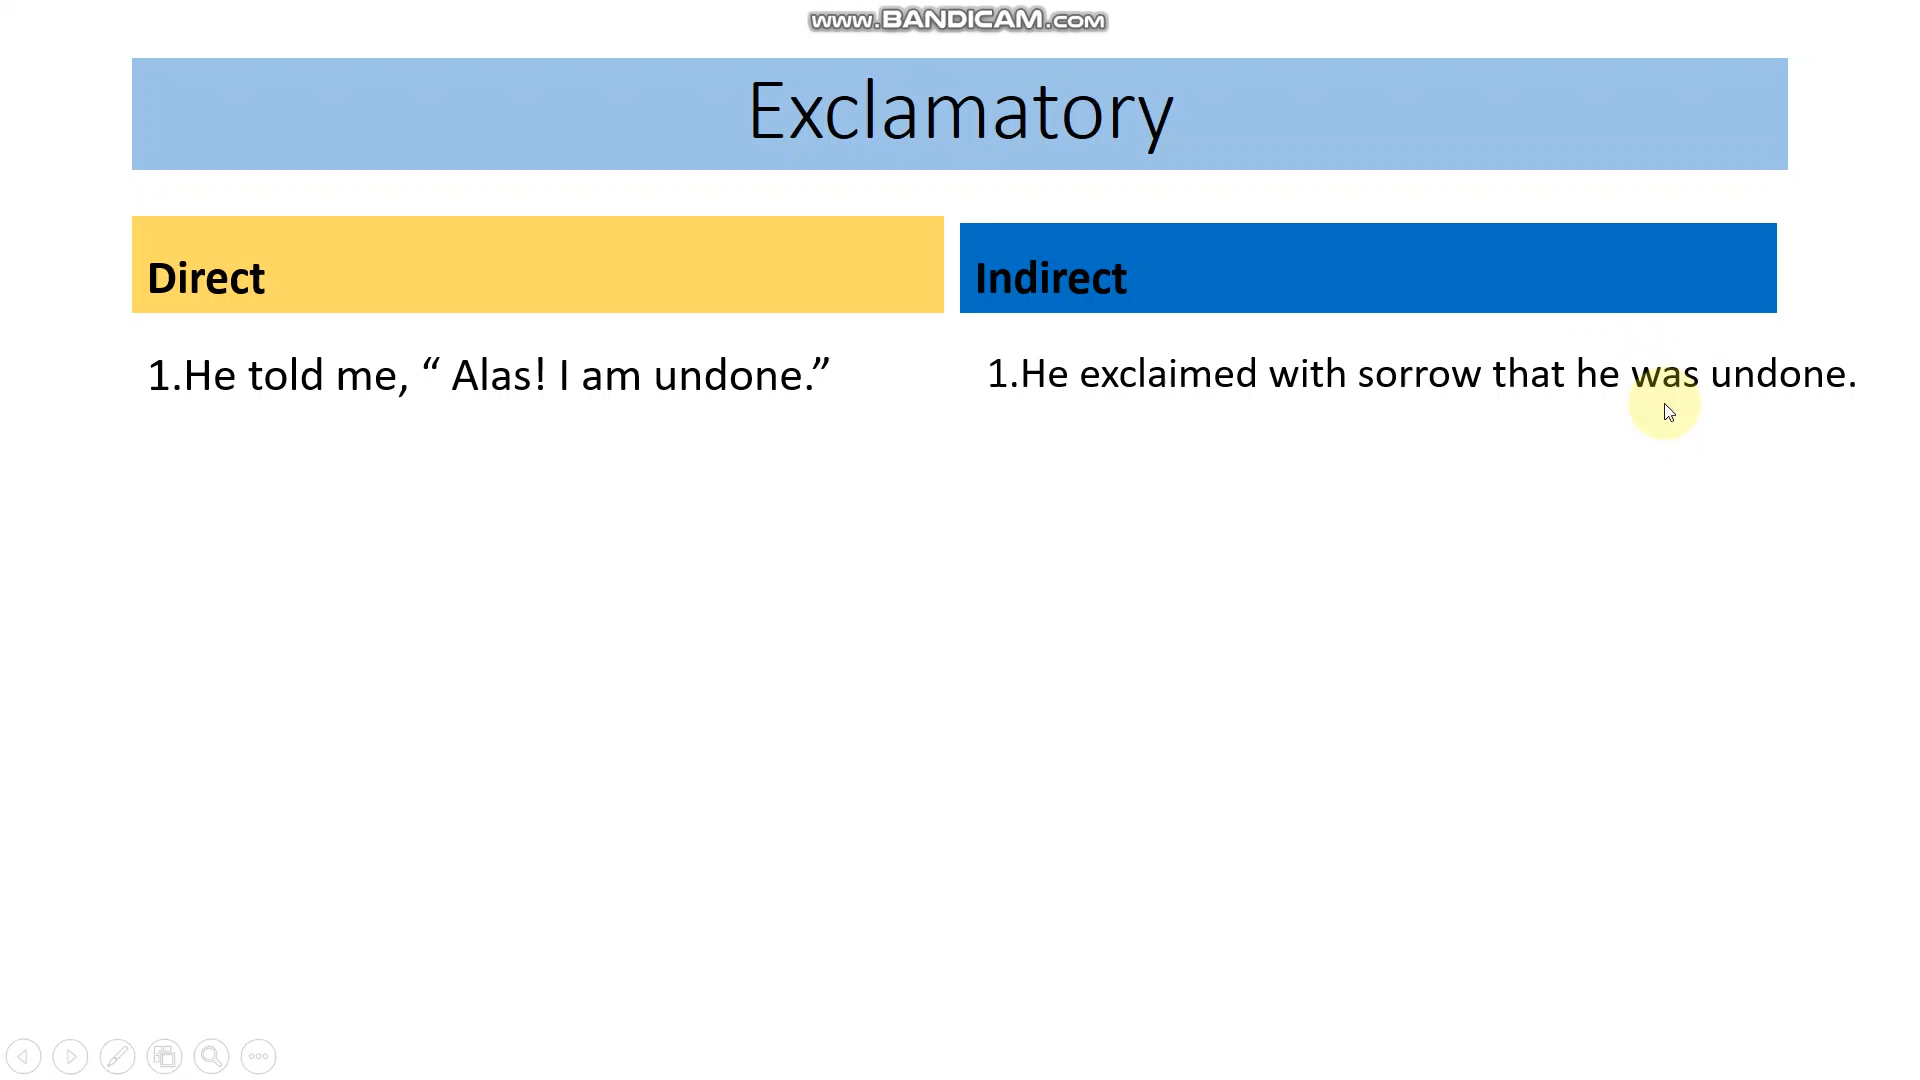 www.BANDICAM.com
Exclamatory
Direct
Indirect
1.He told me, “ Alas! I am undone.”
1.He exclaimed with sorrow that he was undone.